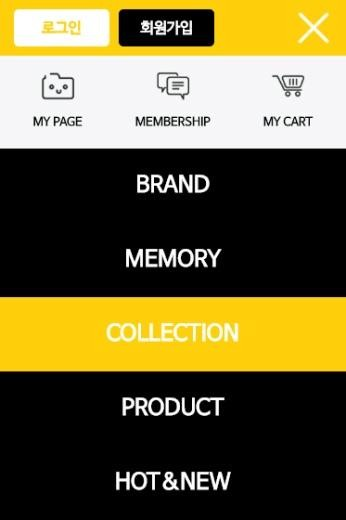 로그인 회원가입
MY PAGE MEMBERSHIP MY CART
BRAND
MEMORY
COLLECTION
PRODUCT
HOT&NEW